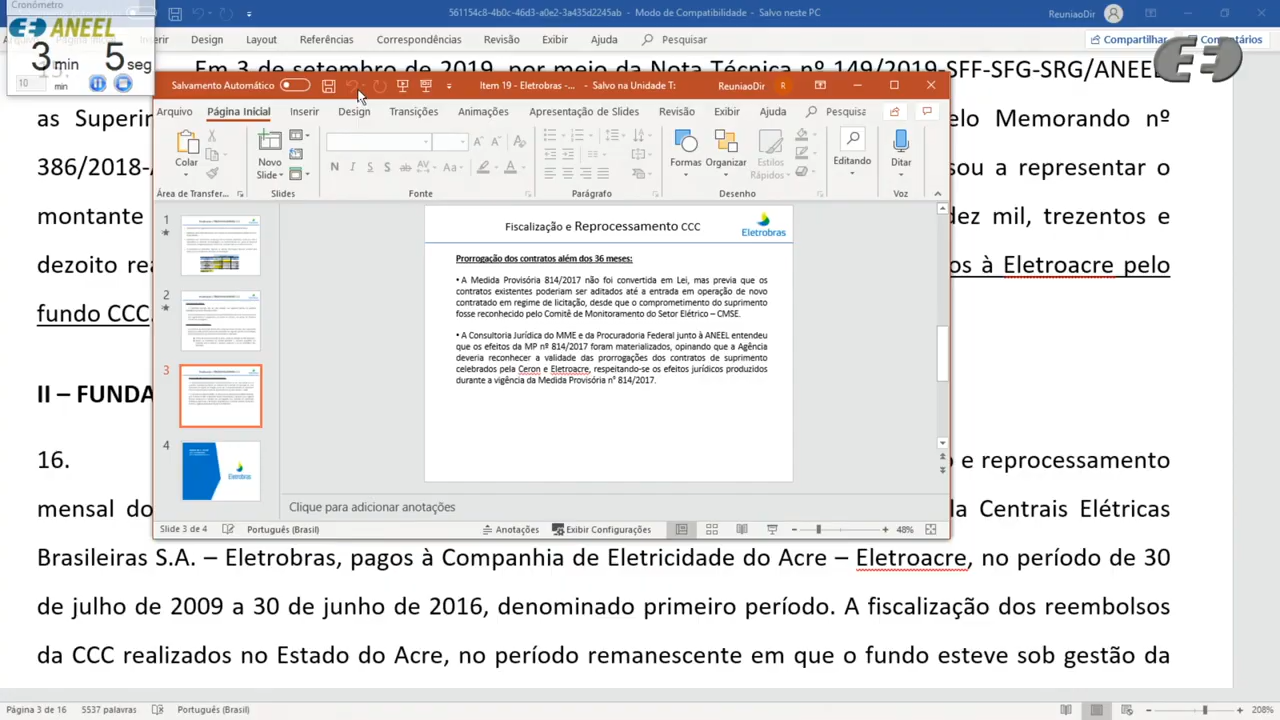 Cronômetro
ANEEL
3 min 5 seg
10 min
561154c8-4b0c-46d3-a0e2-3a435d2245ab - Modo de Compatibilidade - Salvo neste PC
ReuniaoDir
Inserir Design Layout Referências Correspondências Revisão Exibir Ajuda Pesquisar
Compartilhar Comentários
Em 3 de setembro de 2019, por meio da Nota Técnica nº 149/2019-SFF-SFG-SRG/ANEEL
as Superin
elo Memorando nº
386/2018-
sou a representar o
montante
dez mil, trezentos e
dezoito rea
os à Eletroacre pelo
fundo CCC.
II – FUNDA
16.
e reprocessamento
mensal do
la Centrais Elétricas
Brasileiras S.A. – Eletrobras, pagos à Companhia de Eletricidade do Acre – Eletroacre, no período de 30
de julho de 2009 a 30 de junho de 2016, denominado primeiro período. A fiscalização dos reembolsos
da CCC realizados no Estado do Acre, no período remanescente em que o fundo esteve sob gestão da
Página 3 de 16 5537 palavras Português (Brasil)
208%
Salvamento Automático
Item 19 - Eletrobras -... - Salvo na Unidade T:
ReuniaoDir R
Arquivo Página Inicial Inserir Design Transições Animações Apresentação de Slides Revisão Exibir Ajuda Pesquisa
Colar
Novo
Slide
Formas Organizar Estilos
Rápidos
Editando
Ditar
N I S S ab AV Aa A
Área de Transfer... Slides Fonte Parágrafo Desenho Voz
1
2
3
4
Eletrobras
Fiscalização e Reprocessamento CCC
Eletrobras
Prorrogação dos contratos além dos 36 meses:
• A Medida Provisória 814/2017 não foi convertida em Lei, mas previa que os
contratos existentes poderiam ser aditados até a entrada em operação de novo
contratado em regime de licitação, desde que o comprometimento do suprimento
fosse reconhecido pelo Comitê de Monitoramento do Setor Elétrico – CMSE.
• A Consultoria Jurídica do MME e da Procuradoria Federal junto à ANEEL entendeu
que os efeitos da MP nº 814/2017 foram materializados, opinando que a Agência
deveria reconhecer a validade das prorrogações dos contratos de suprimento
celebrados pela Ceron e Eletroacre, respeitando-se os efeitos jurídicos produzidos
durante a vigência da Medida Provisória nº 814/2017.
Clique para adicionar anotações
Slide 3 de 4 Português (Brasil)
Anotações Exibir Configurações
48%